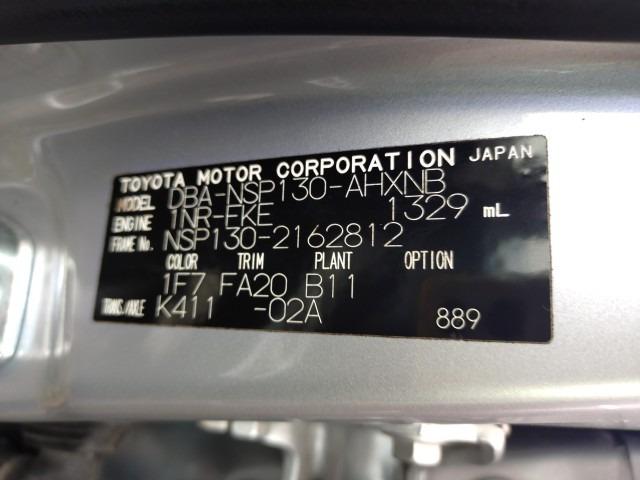 TOYOTA MOTOR CORPORATION JAPAN
MODEL DBA-NSP130-AHXNB
ENGINE 1NR-FKE 1329 mL
FRAME No. NSP130-2162812
COLOR TRIM PLANT OPTION
1F7 FA20 B11
TRANS./AXLE K411 -02A 889